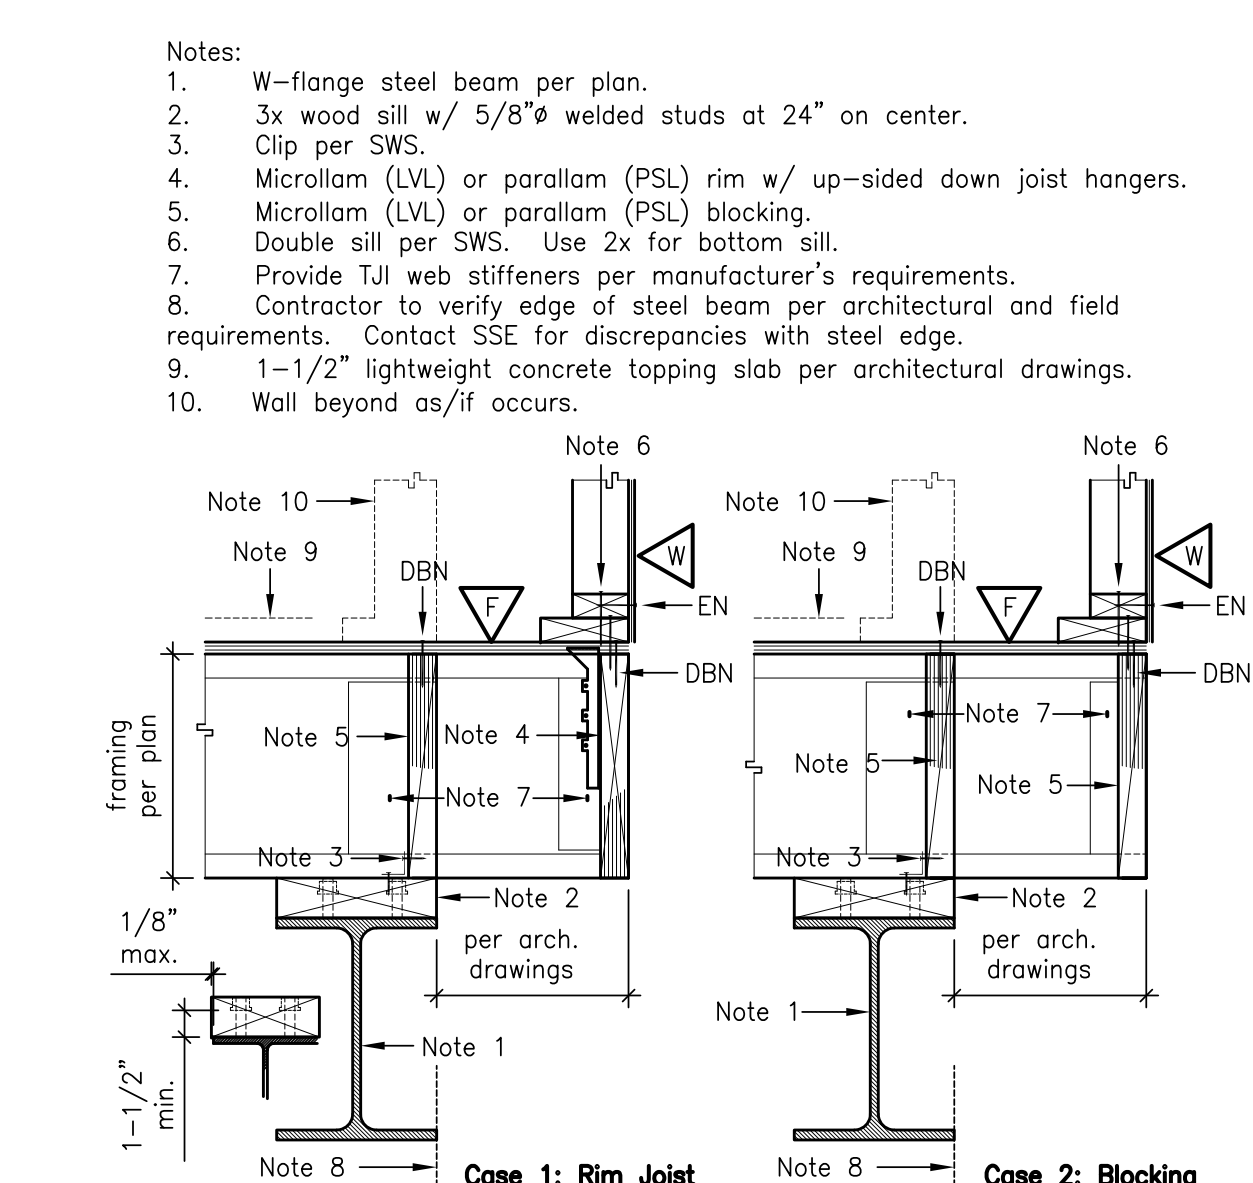 Notes:
1. W-flange steel beam per plan.
2. 3x wood sill w/ 5/8"ø welded studs at 24" on center.
3. Clip per SWS.
4. Microllam (LVL) or parallam (PSL) rim w/ up-sided down joist hangers.
5. Microllam (LVL) or parallam (PSL) blocking.
6. Double sill per SWS. Use 2x for bottom sill.
7. Provide TJI web stiffeners per manufacturer's requirements.
8. Contractor to verify edge of steel beam per architectural and field
requirements. Contact SSE for discrepancies with steel edge.
9. 1-1/2" lightweight concrete topping slab per architectural drawings.
10. Wall beyond as/if occurs.
Note 6
Note 10
Note 9
DBN
F
W
EN
DBN
framing
per plan
Note 5
Note 4
Note 7
Note 3
Note 2
1/8"
max.
per arch.
drawings
Note 1
1-1/2"
min.
Note 8
Case 1: Rim Joist
Note 6
Note 10
Note 9
DBN
F
W
EN
DBN
Note 7
Note 5
Note 5
Note 3
Note 2
per arch.
drawings
Note 1
Note 8
Case 2: Blocking